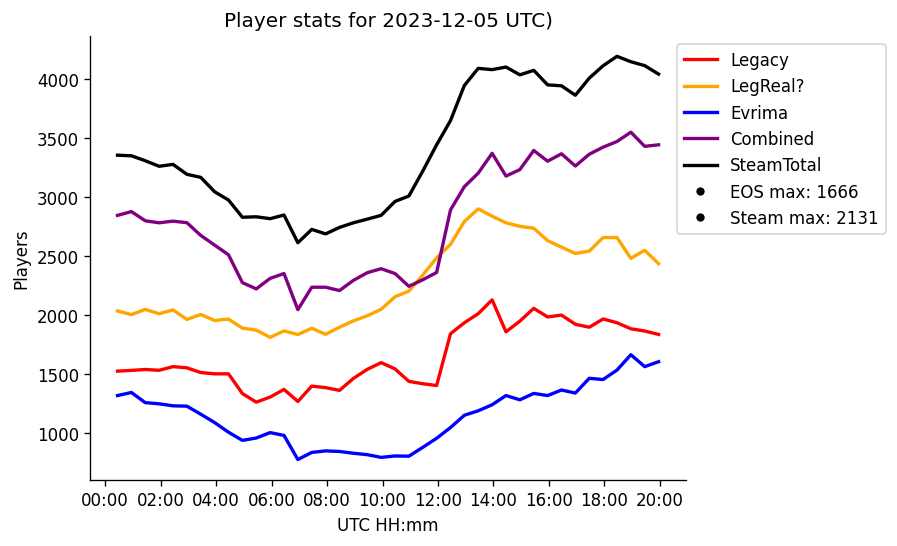 Player stats for 2023-12-05 UTC)
Players
4000
3500
3000
2500
2000
1500
1000
00:00 02:00 04:00 06:00 08:00 10:00 12:00 14:00 16:00 18:00 20:00
UTC HH:mm
Legacy
LegReal?
Evrima
Combined
SteamTotal
EOS max: 1666
Steam max: 2131